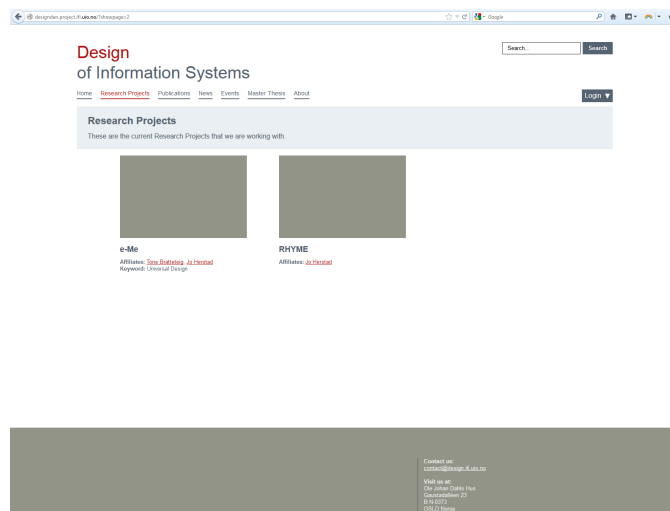 designdan.project.ifi.uio.no/?showpage=2
Google
Design
of Information Systems
Search...
Search
Home Research Projects Publications News Events Master Thesis About
Login ▼
Research Projects
These are the current Research Projects that we are working with.
e-Me
Affiliates: Tone Bratteteig, Jo Herstad
Keyword: Universal Design
RHYME
Affiliates: Jo Herstad
Contact us:
contact@design.ifi.uio.no
Visit us at:
Ole Johan Dahls Hus
Gaustadalléen 23
B N-0373
OSLO Norge